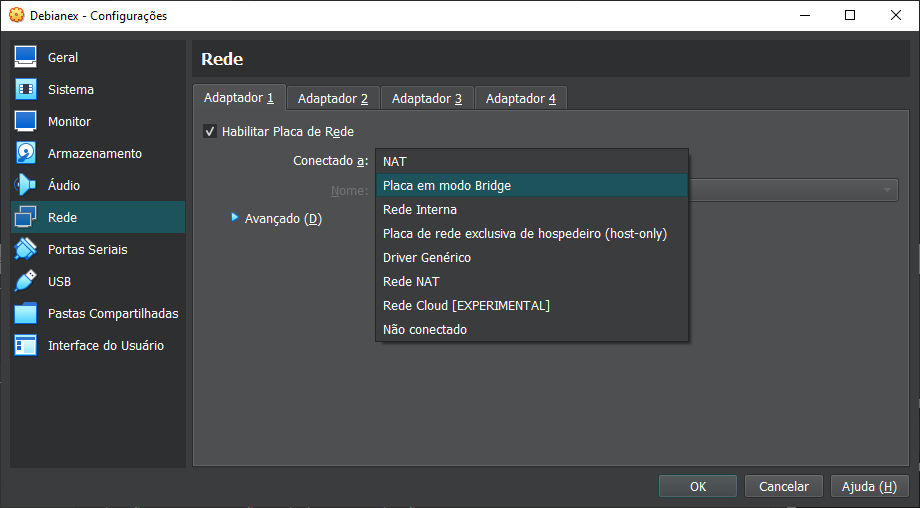 Debianex - Configurações
Geral
Sistema
Monitor
Armazenamento
Áudio
Rede
Portas Seriais
USB
Pastas Compartilhadas
Interface do Usuário
Rede
Adaptador 1
Adaptador 2
Adaptador 3
Adaptador 4
Habilitar Placa de Rede
Conectado a:
NAT
Placa em modo Bridge
Nome:
Rede Interna
Avançado (D)
Placa de rede exclusiva de hospedeiro (host-only)
Driver Genérico
Rede NAT
Rede Cloud [EXPERIMENTAL]
Não conectado
OK
Cancelar
Ajuda (H)